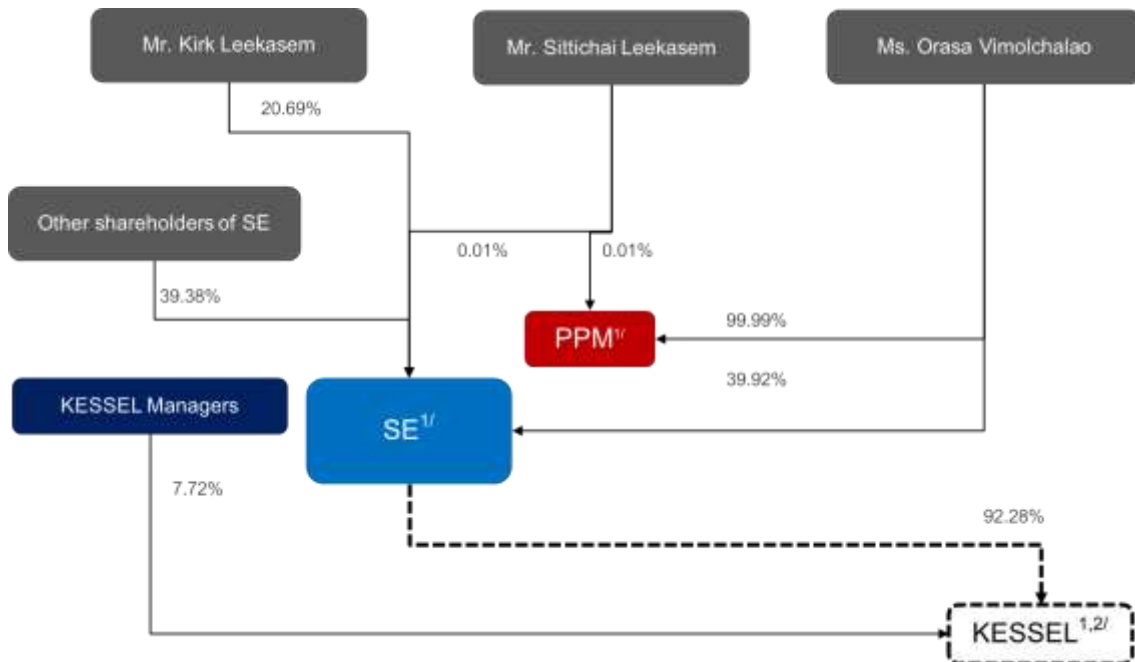 Mr. Kirk Leekasem
Mr. Sittichai Leekasem
Ms. Orasa Vimolchalao
20.69%
Other shareholders of SE
0.01%
0.01%
39.38%
PPM1/
99.99%
39.92%
KESSEL Managers
SE1/
7.72%
92.28%
KESSEL1,2/